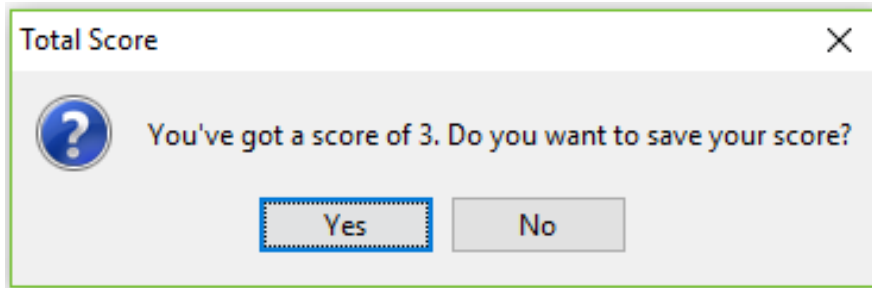 Total Score
You've got a score of 3. Do you want to save your score?
Yes
No